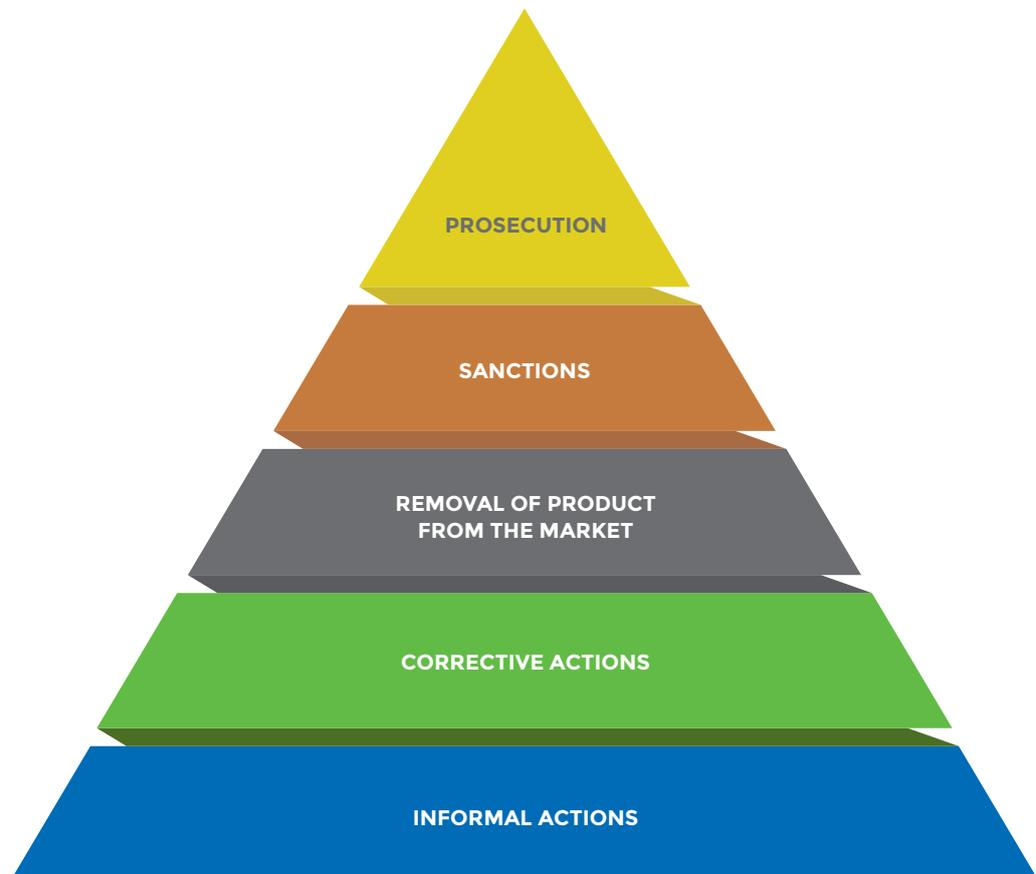 PROSECUTION
SANCTIONS
REMOVAL OF PRODUCT
FROM THE MARKET
CORRECTIVE ACTIONS
INFORMAL ACTIONS